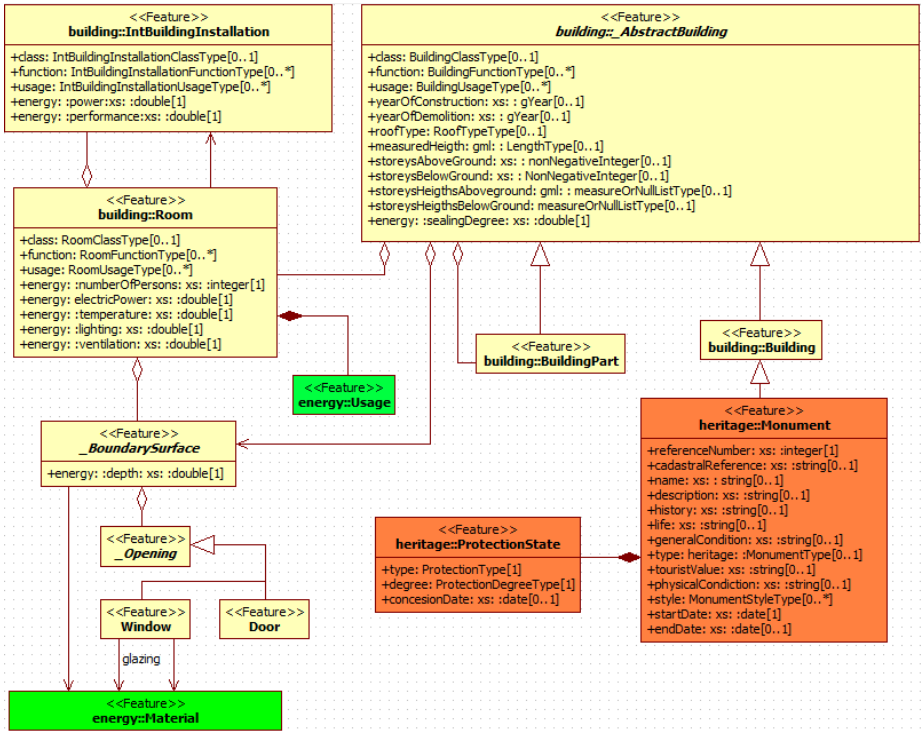 <<Feature>>
building::IntBuildingInstallation
+class: IntBuildingInstallationClassType[0..1]
+function: IntBuildingInstallationFunctionType[0..*]
+usage: IntBuildingInstallationUsageType[0..*]
+energy: :power:xs: :double[1]
+energy: :performance:xs: :double[1]
<<Feature>>
building::_AbstractBuilding
+class: BuildingClassType[0..1]
+function: BuildingFunctionType[0..*]
+usage: BuildingUsageType[0..*]
+yearOfConstruction: xs: : gYear[0..1]
+yearOfDemolition: xs: : gYear[0..1]
+roofType: RoofTypeType[0..1]
+measuredHeigth: gml: : LengthType[0..1]
+storeysAboveGround: xs: : nonNegativeInteger[0..1]
+storeysBelowGround: xs: : NonNegativeInteger[0..1]
+storeysHeigthsAboveground: gml: : measureOrNullListType[0..1]
+storeysHeigthsBelowGround: measureOrNullListType[0..1]
+energy: :sealingDegree: xs: :double[1]
<<Feature>>
building::Room
+class: RoomClassType[0..1]
+function: RoomFunctionType[0..*]
+usage: RoomUsageType[0..*]
+energy: :numberOfPersons: xs: :integer[1]
+energy: electricPower: xs: :double[1]
+energy: :temperature: xs: :double[1]
+energy: :lighting: xs: :double[1]
+energy: :ventilation: xs: :double[1]
<<Feature>>
building::BuildingPart
<<Feature>>
building::Building
<<Feature>>
energy::Usage
<<Feature>>
_BoundarySurface
+energy: :depth: xs: :double[1]
<<Feature>>
heritage::Monument
+referenceNumber: xs: :integer[1]
+cadastralReference: xs: :string[0..1]
+name: xs: : string[0..1]
+description: xs: :string[0..1]
+history: xs: :string[0..1]
+life: xs: :string[0..1]
+generalCondition: xs: :string[0..1]
+type: heritage: :MonumentType[0..1]
+touristValue: xs: :string[0..1]
+physicalCondiction: xs: :string[0..1]
+style: MonumentStyleType[0..*]
+startDate: xs: :date[1]
+endDate: xs: :date[0..1]
<<Feature>>
heritage::ProtectionState
+type: ProtectionType[1]
+degree: ProtectionDegreeType[1]
+concesionDate: xs: :date[0..1]
<<Feature>>
_Opening
<<Feature>>
Window
<<Feature>>
Door
glazing
<<Feature>>
energy::Material